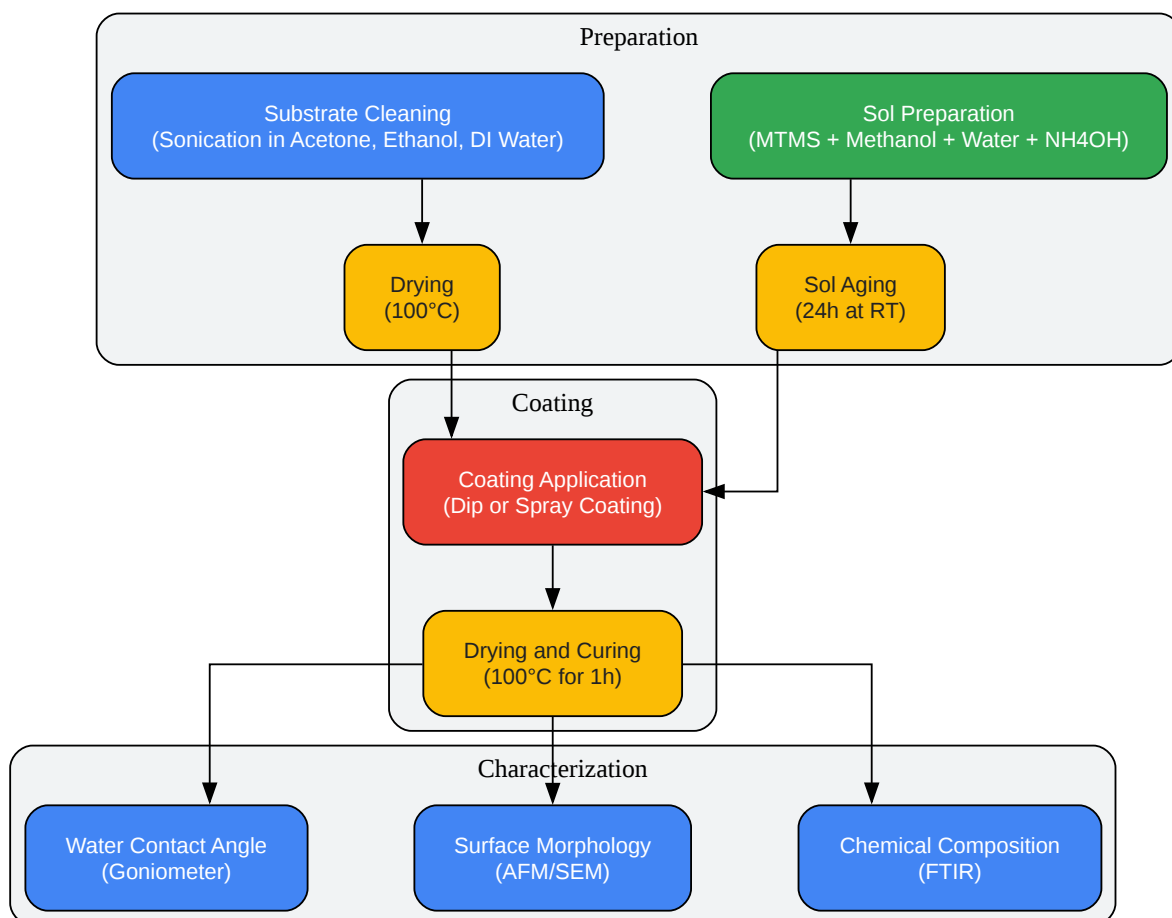 Preparation
Substrate Cleaning
(Sonication in Acetone, Ethanol, DI Water)
Sol Preparation
(MTMS + Methanol + Water + NH4OH)
Drying
(100°C)
Sol Aging
(24h at RT)
Coating
Coating Application
(Dip or Spray Coating)
Drying and Curing
(100°C for 1h)
Characterization
Water Contact Angle
(Goniometer)
Surface Morphology
(AFM/SEM)
Chemical Composition
(FTIR)